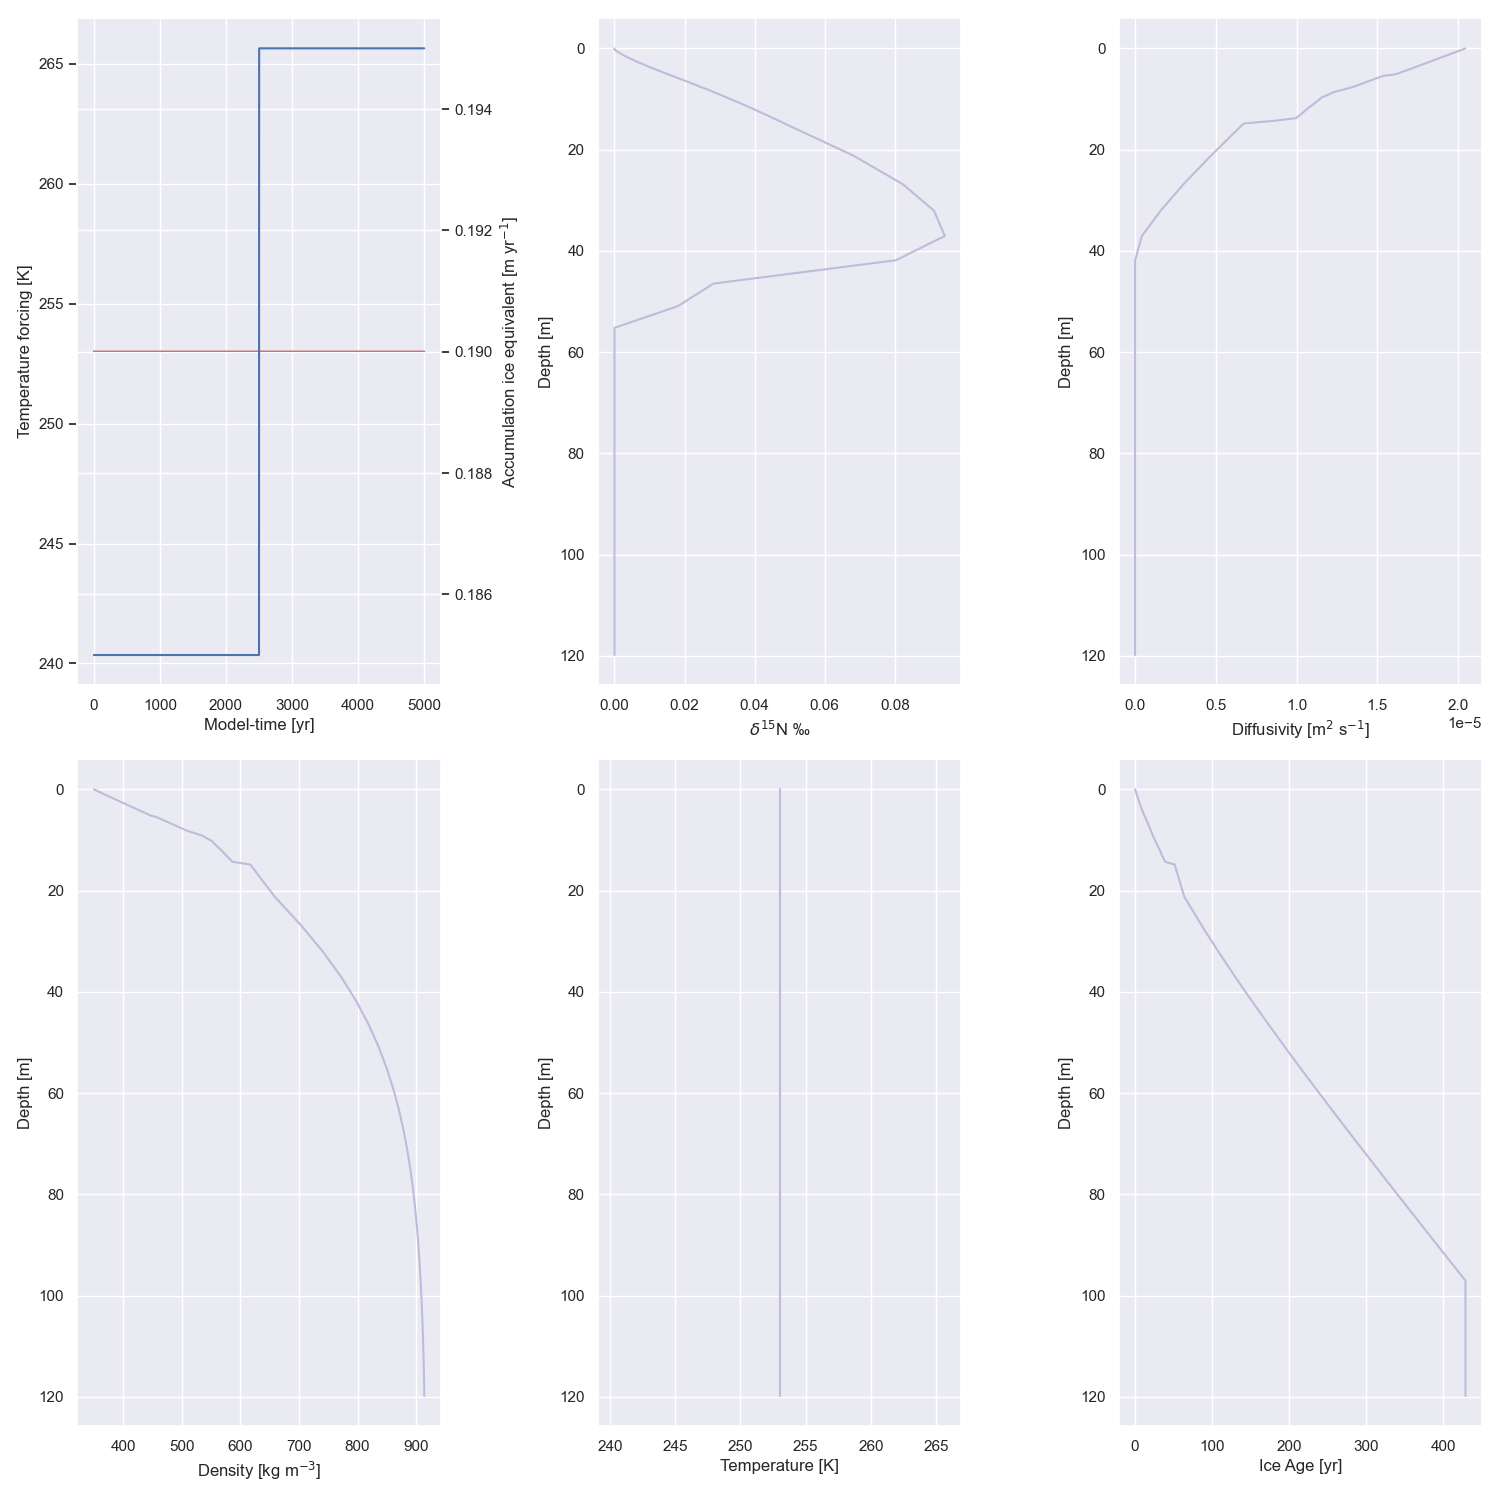 265
260
255
250
245
240
Temperature forcing [K]
0.194
0.192
0.190
0.188
0.186
Accumulation ice equivalent [m yr⁻¹]
0 1000 2000 3000 4000 5000
Model-time [yr]
0
20
40
60
80
100
120
Depth [m]
0.00 0.02 0.04 0.06 0.08
δ¹⁵N ‰
0
20
40
60
80
100
120
Depth [m]
0.0 0.5 1.0 1.5 2.0
1e−5
Diffusivity [m² s⁻¹]
0
20
40
60
80
100
120
Depth [m]
400 500 600 700 800 900
Density [kg m⁻³]
0
20
40
60
80
100
120
Depth [m]
240 245 250 255 260 265
Temperature [K]
0
20
40
60
80
100
120
Depth [m]
0 100 200 300 400
Ice Age [yr]